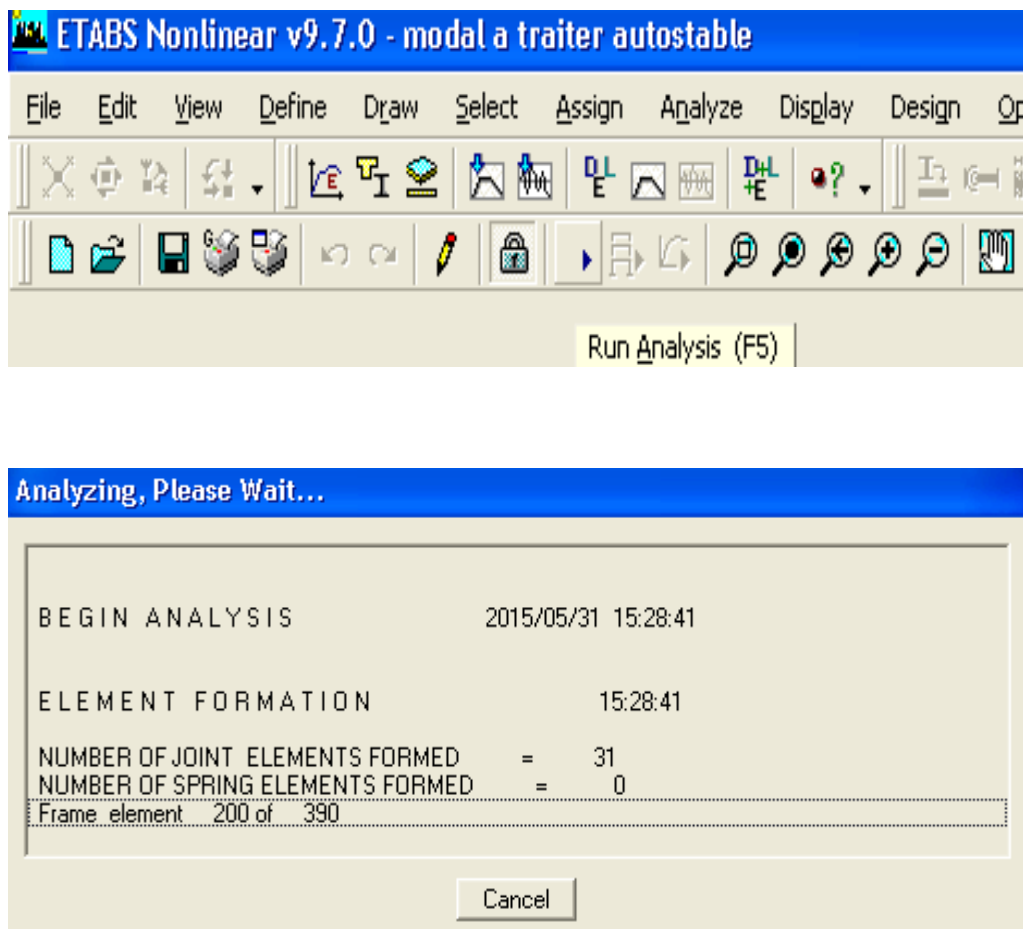 ETABS Nonlinear v9.7.0 - modal a traiter autostable
File Edit View Define Draw Select Assign Analyze Display Design Op
Run Analysis (F5)
Analyzing, Please Wait...
BEGIN ANALYSIS 2015/05/31 15:28:41
ELEMENT FORMATION 15:28:41
NUMBER OF JOINT ELEMENTS FORMED = 31
NUMBER OF SPRING ELEMENTS FORMED = 0
Frame element 200 of 390
Cancel